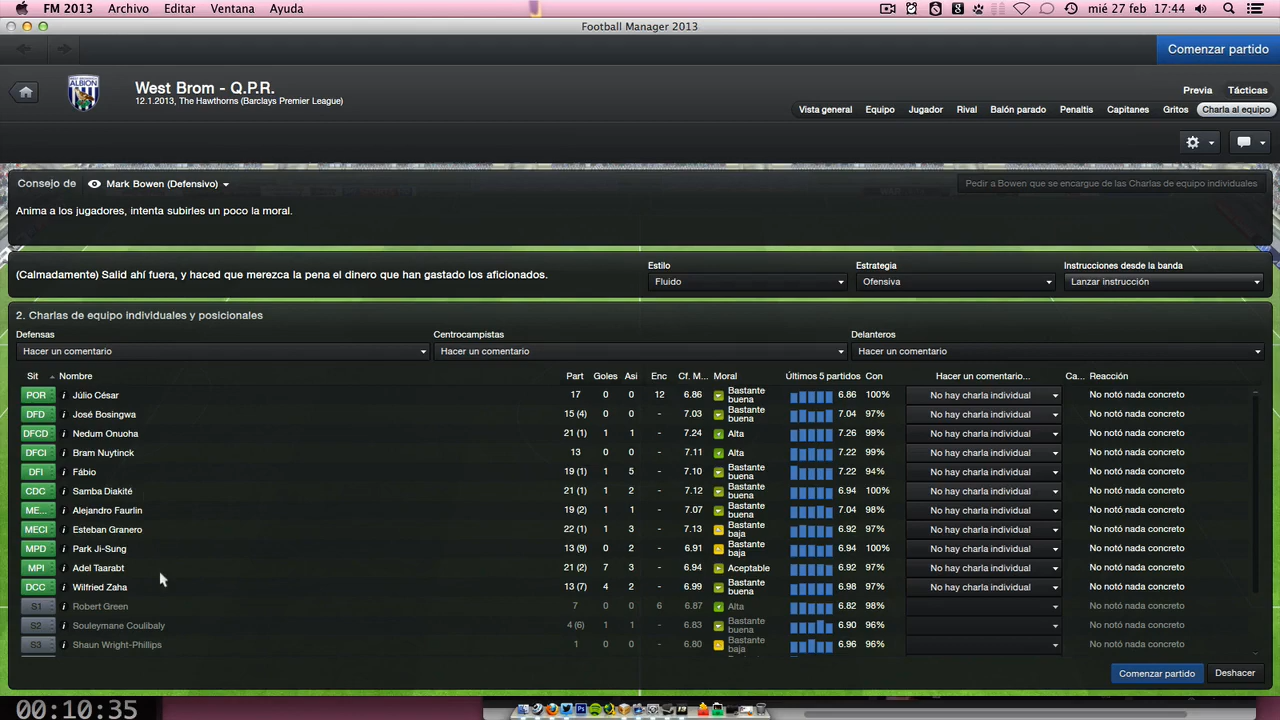 FM 2013 Archivo Editar Ventana Ayuda mié 27 feb 17:44
Football Manager 2013
Comenzar partido
West Brom - Q.P.R.
12.1.2013, The Hawthorns (Barclays Premier League)
Previa Tácticas
Vista general Equipo Jugador Rival Balón parado Penaltis Capitanes Gritos Charla al equipo
Consejo de Mark Bowen (Defensivo) Pedir a Bowen que se encargue de las Charlas de equipo individuales
Anima a los jugadores, intenta subirles un poco la moral.
Estilo Estrategia Instrucciones desde la banda
(Calmadamente) Salid ahí fuera, y haced que merezca la pena el dinero que han gastado los aficionados. Fluido Ofensiva Lanzar instrucción
2. Charlas de equipo individuales y posicionales
Defensas Centrocampistas Delanteros
Hacer un comentario Hacer un comentario Hacer un comentario
Sit Nombre Part Goles Asi Enc Cf. M... Moral Últimos 5 partidos Con Hacer un comentario... Ca... Reacción
POR i Júlio César 17 0 0 12 6.86 Bastante buena 6.86 100% No hay charla individual No notó nada concreto
DFD i José Bosingwa 15 (4) 0 0 - 7.03 Bastante buena 7.04 97% No hay charla individual No notó nada concreto
DFCD i Nedum Onuoha 21 (1) 1 1 - 7.24 Alta 7.26 99% No hay charla individual No notó nada concreto
DFCI i Bram Nuytinck 13 0 0 - 7.11 Alta 7.22 99% No hay charla individual No notó nada concreto
DFI i Fábio 19 (1) 1 5 - 7.10 Bastante buena 7.22 94% No hay charla individual No notó nada concreto
CDC i Samba Diakité 21 (1) 1 2 - 7.12 Bastante buena 6.94 100% No hay charla individual No notó nada concreto
ME... i Alejandro Faurlin 19 (2) 1 1 - 7.07 Bastante buena 7.04 98% No hay charla individual No notó nada concreto
MECI i Esteban Granero 22 (1) 1 3 - 7.13 Bastante baja 6.92 97% No hay charla individual No notó nada concreto
MPD i Park Ji-Sung 13 (9) 0 2 - 6.91 Bastante baja 6.94 100% No hay charla individual No notó nada concreto
MPI i Adel Taarabt 21 (2) 7 3 - 6.94 Aceptable 6.92 97% No hay charla individual No notó nada concreto
DCC i Wilfried Zaha 13 (7) 4 2 - 6.99 Bastante buena 6.98 97% No hay charla individual No notó nada concreto
S1 i Robert Green 7 0 0 6 6.87 Alta 6.82 98% No notó nada concreto
S2 i Souleymane Coulibaly 4 (6) 1 1 - 6.83 Bastante buena 6.90 96% No notó nada concreto
S3 i Shaun Wright-Phillips 1 0 0 - 6.80 Bastante baja 6.96 96% No notó nada concreto
Comenzar partido Deshacer
00:10:35